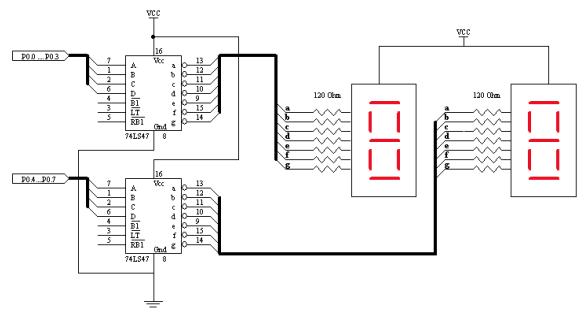 VCC
VCC
P0.0 ...P0.3
16
Vcc
7 A a 13
1 B b 12
2 C c 11
6 D d 10
4 BI e 9
3 LT f 15
5 RBI g 14
Gnd
74LS47 8
120 Ohm
a
b
c
d
e
f
g
120 Ohm
a
b
c
d
e
f
g
P0.4...P0.7
16
Vcc
7 A a 13
1 B b 12
2 C c 11
6 D d 10
4 BI e 9
3 LT f 15
5 RBI g 14
Gnd
74LS47 8